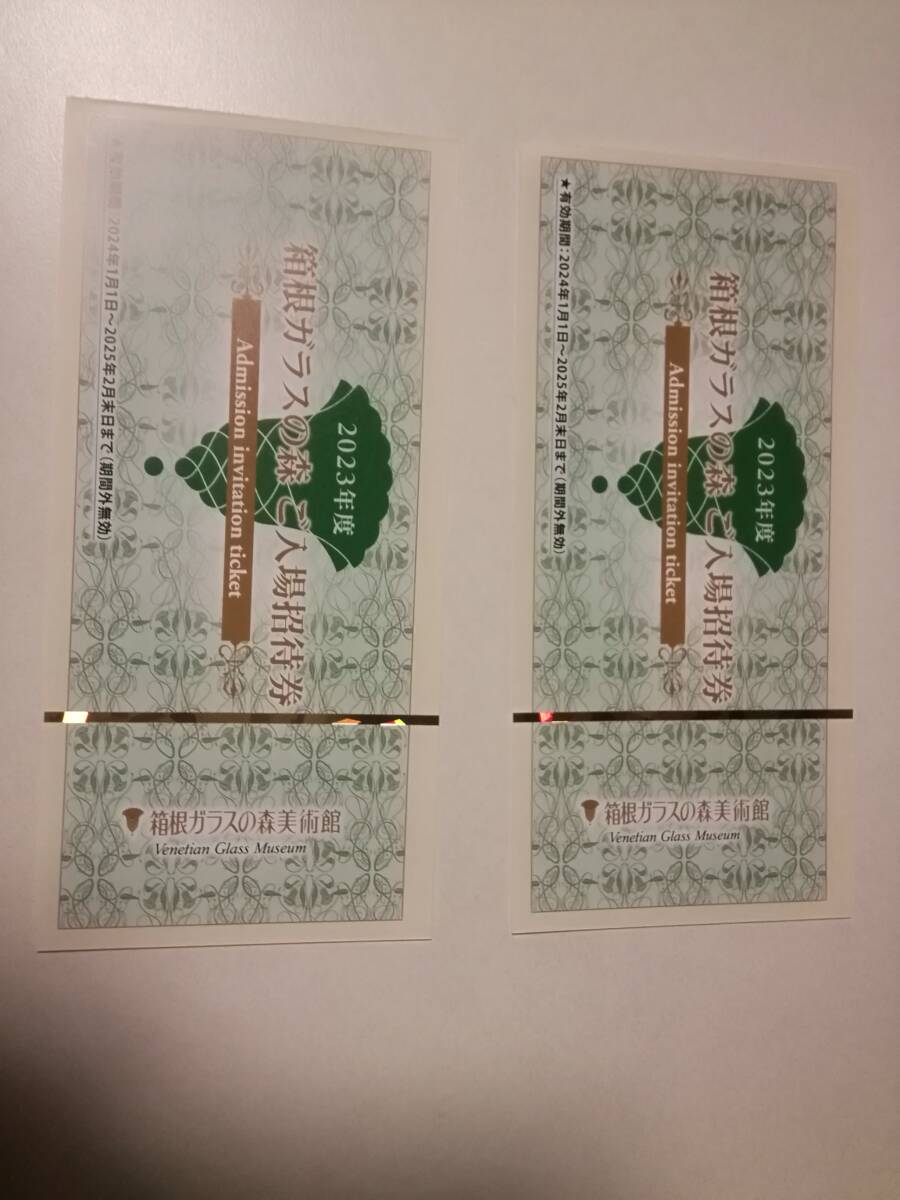 2023年度
箱根ガラスの森 ご入場招待券
Admission invitation ticket
★有効期間：2024年1月1日～2025年2月末日まで（期間外無効）
箱根ガラスの森美術館
Venetian Glass Museum
2023年度
箱根ガラスの森 ご入場招待券
Admission invitation ticket
★有効期間：2024年1月1日～2025年2月末日まで（期間外無効）
箱根ガラスの森美術館
Venetian Glass Museum